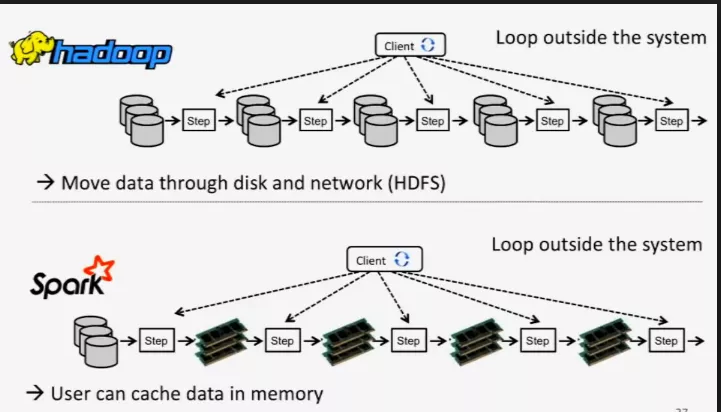 hadoop
Client
Loop outside the system
Step Step Step Step Step
→ Move data through disk and network (HDFS)
Spark
Client
Loop outside the system
Step Step Step Step Step
→ User can cache data in memory